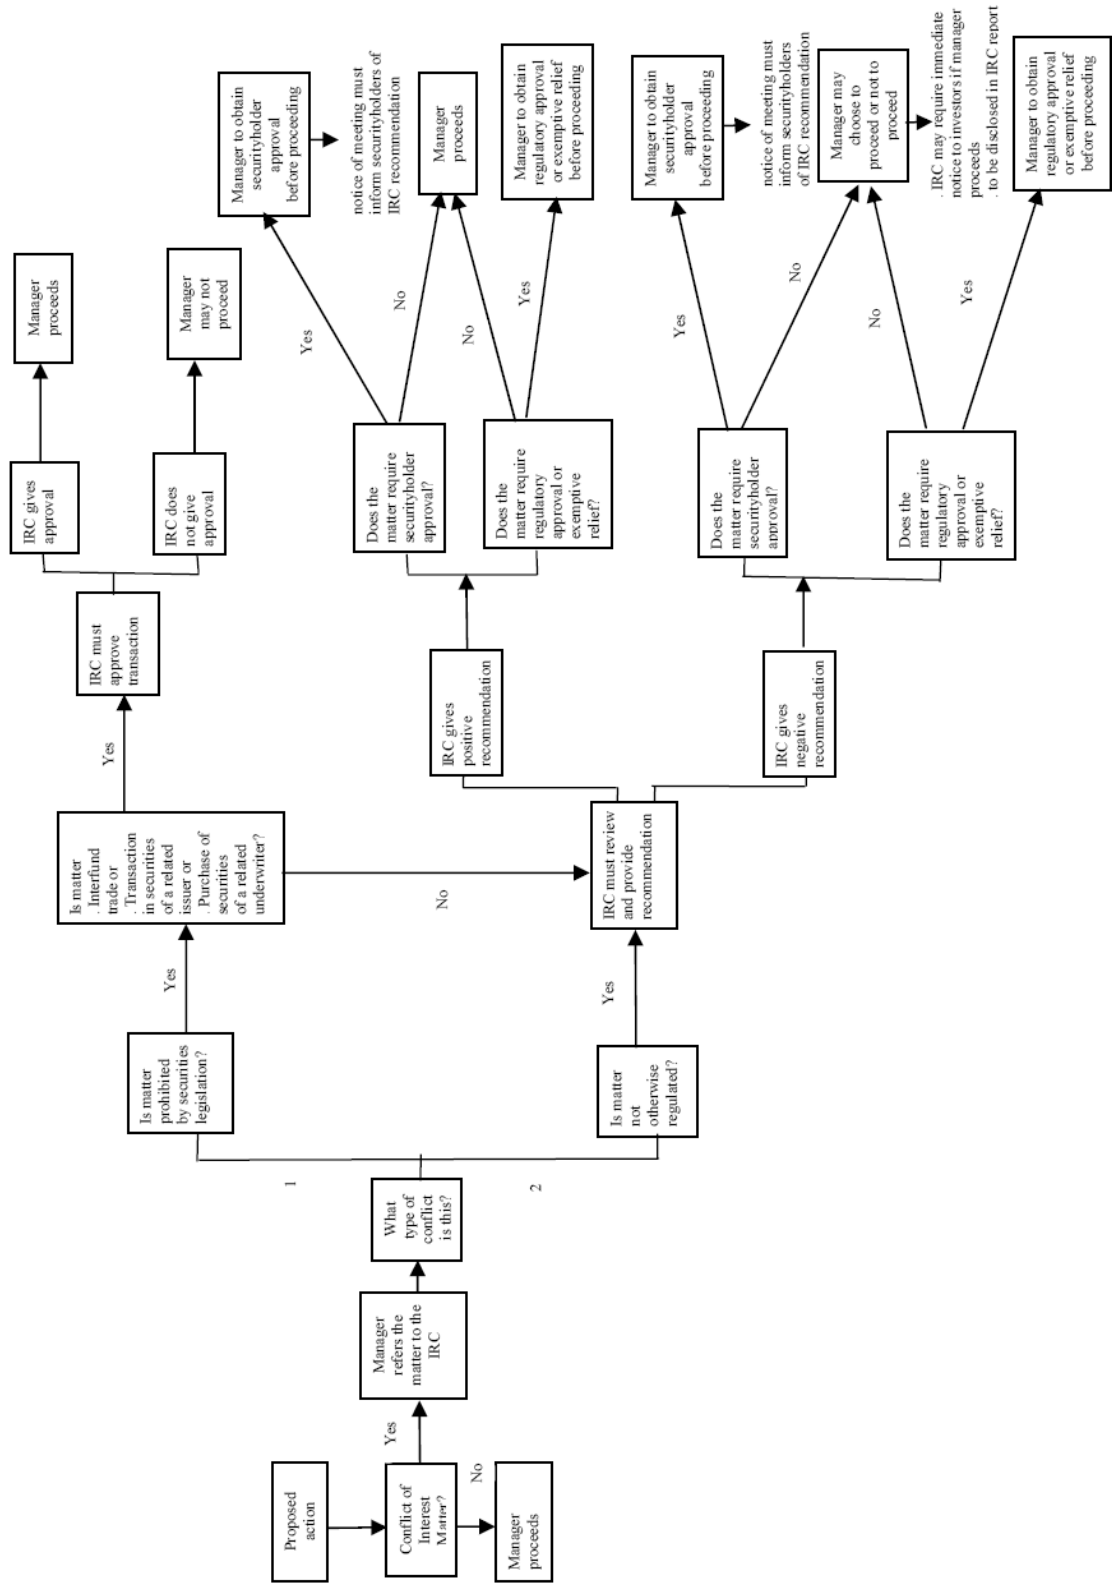 Proposed
action
Conflict of
Interest
Matter?
Yes
No
Manager
proceeds
Manager
refers the
matter to the
IRC
What
type of
conflict
is this?
1
2
Is matter
prohibited
by securities
legislation?
Yes
Is matter
not
otherwise
regulated?
Yes
Is matter
. Interfund
trade or
. Transaction
in securities
of a related
issuer or
. Purchase of
securities
of a related
underwriter?
Yes
No
IRC must review
and provide
recommendation
IRC must
approve
transaction
IRC gives
approval
IRC does
not give
approval
Manager
proceeds
Manager
may not
proceed
IRC gives
positive
recommendation
IRC gives
negative
recommendation
Does the
matter require
securityholder
approval?
Does the
matter require
regulatory
approval or
exemptive
relief?
Yes
No
No
Yes
Manager to obtain
securityholder
approval
before proceeding
notice of meeting must
inform securityholders of
IRC recommendation
Manager
proceeds
Manager to obtain
regulatory approval
or exemptive relief
before proceeding
Does the
matter require
securityholder
approval?
Does the
matter require
regulatory
approval or
exemptive
relief?
Yes
No
No
Yes
Manager to obtain
securityholder
approval
before proceeding
notice of meeting must
inform securityholders
of IRC recommendation
Manager may
choose to
proceed or not to
proceed
. IRC may require immediate
notice to investors if manager
proceeds
. to be disclosed in IRC report
Manager to obtain
regulatory approval
or exemptive relief
before proceeding